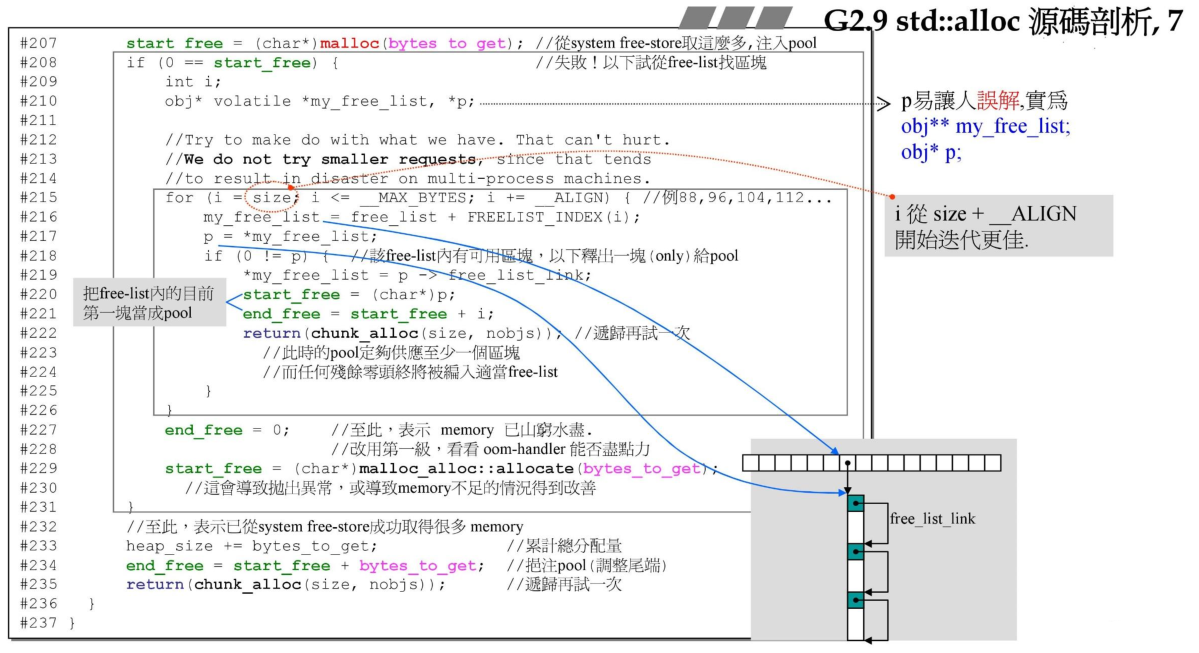 G2.9 std::alloc 源碼剖析, 7
#207 start_free = (char*)malloc(bytes_to_get); //從system free-store取這麼多,注入pool
#208 if (0 == start_free) { //失敗！以下試從free-list找區塊
#209 int i;
#210 obj* volatile *my_free_list, *p;
#211
#212 //Try to make do with what we have. That can't hurt.
#213 //We do not try smaller requests, since that tends
#214 //to result in disaster on multi-process machines.
#215 for (i = size; i <= __MAX_BYTES; i += __ALIGN) { //例88,96,104,112...
#216 my_free_list = free_list + FREELIST_INDEX(i);
#217 p = *my_free_list;
#218 if (0 != p) { //該free-list內有可用區塊，以下釋出一塊(only)給pool
#219 *my_free_list = p -> free_list_link;
#220 start_free = (char*)p;
#221 end_free = start_free + i;
#222 return(chunk_alloc(size, nobjs)); //遞歸再試一次
#223 //此時的pool定夠供應至少一個區塊
#224 //而任何殘餘零頭終將被編入適當free-list
#225 }
#226 }
#227 end_free = 0; //至此，表示 memory 已山窮水盡.
#228 //改用第一級，看看 oom-handler 能否盡點力
#229 start_free = (char*)malloc_alloc::allocate(bytes_to_get);
#230 //這會導致拋出異常，或導致memory不足的情況得到改善
#231 }
#232 //至此，表示已從system free-store成功取得很多 memory
#233 heap_size += bytes_to_get; //累計總分配量
#234 end_free = start_free + bytes_to_get; //挹注pool(調整尾端)
#235 return(chunk_alloc(size, nobjs)); //遞歸再試一次
#236 }
#237 }
p易讓人誤解,實爲
obj** my_free_list;
obj* p;
i 從 size + __ALIGN
開始迭代更佳.
把free-list內的目前
第一塊當成pool
free_list_link